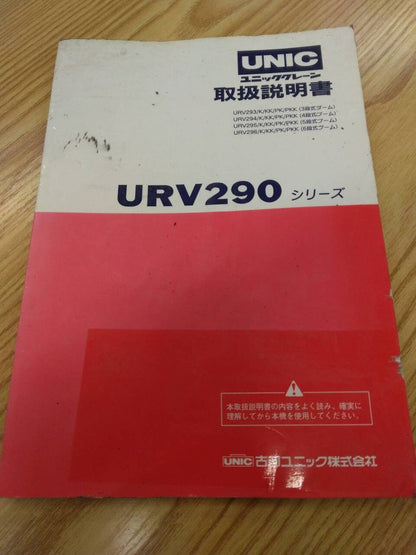 UNIC
ユニッククレーン
取扱説明書
URV293/K/KK/PK/PKK (3段式ブーム)
URV294/K/KK/PK/PKK (4段式ブーム)
URV295/K/KK/PK/PKK (5段式ブーム)
URV296/K/KK/PK/PKK (6段式ブーム)
URV290 シリーズ
本取扱説明書の内容をよく読み、確実に
理解してから本機を使用してください。
UNIC 古河ユニック株式会社